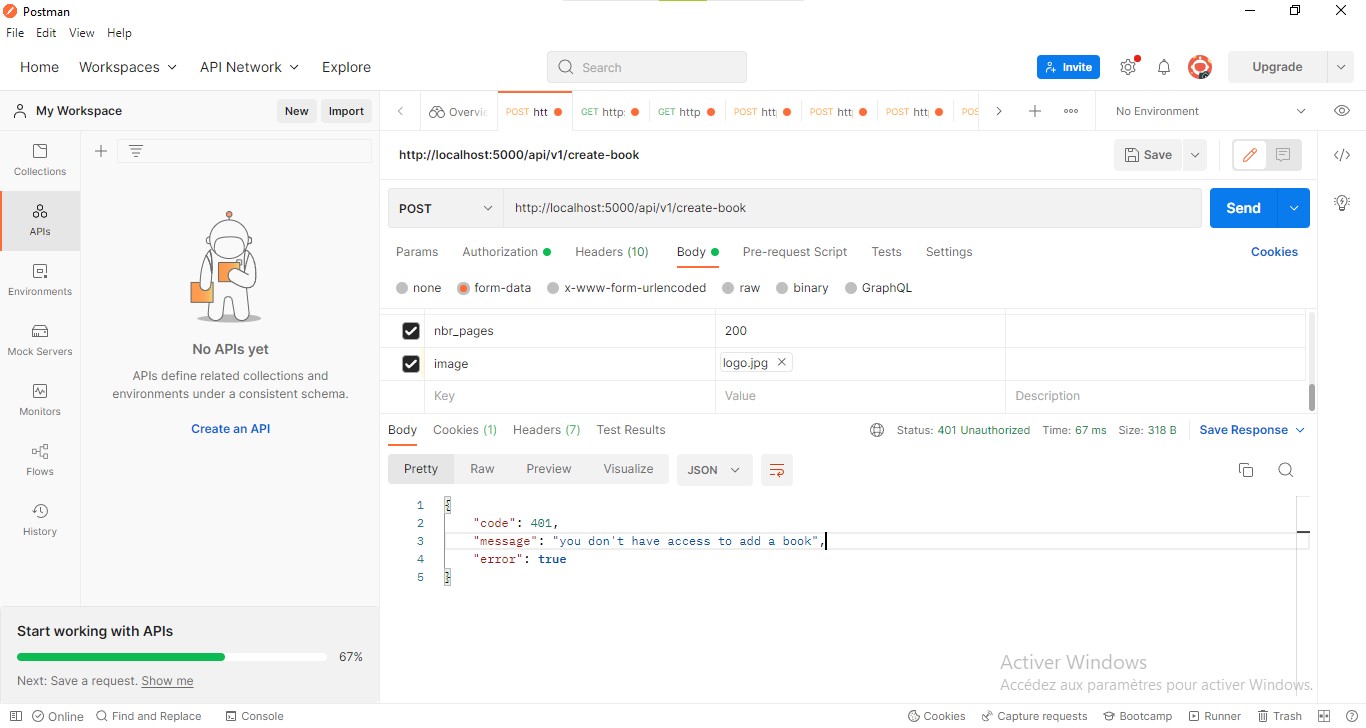 Postman
File Edit View Help
Home Workspaces API Network Explore Search Invite Upgrade
My Workspace New Import Overvie POST htt GET http: GET http POST htt POST htt POST htt POS No Environment
Collections
APIs
Environments
Mock Servers
Monitors
Flows
History
No APIs yet
APIs define related collections and
environments under a consistent schema.
Create an API
Start working with APIs
67%
Next: Save a request. Show me
http://localhost:5000/api/v1/create-book Save
POST http://localhost:5000/api/v1/create-book Send
Params Authorization Headers (10) Body Pre-request Script Tests Settings Cookies
none form-data x-www-form-urlencoded raw binary GraphQL
nbr_pages 200
image logo.jpg
Key Value Description
Body Cookies (1) Headers (7) Test Results Status: 401 Unauthorized Time: 67 ms Size: 318 B Save Response
Pretty Raw Preview Visualize JSON
1 {
2 "code": 401,
3 "message": "you don't have access to add a book",
4 "error": true
5 }
Activer Windows
Accédez aux paramètres pour activer Windows.
Online Find and Replace Console Cookies Capture requests Bootcamp Runner Trash